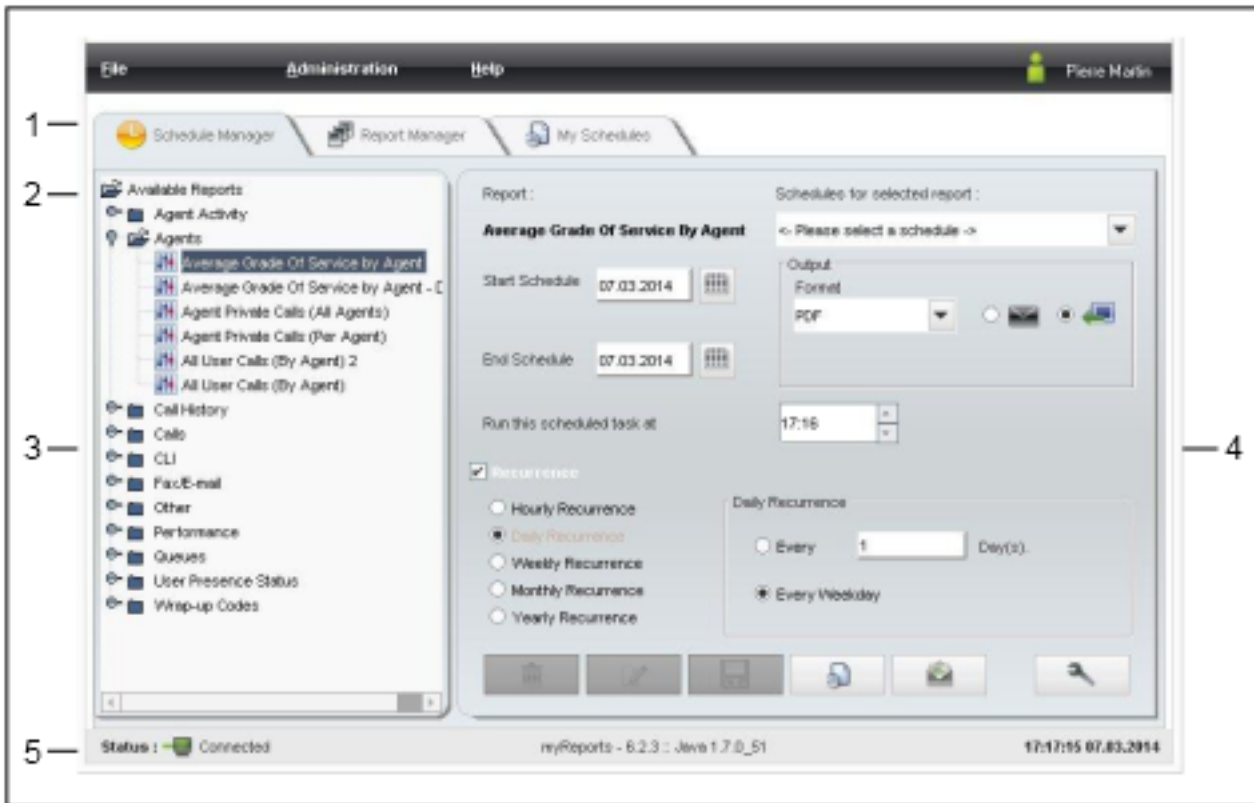 File Administration Help Pierre Martin
1
Schedule Manager Report Manager My Schedules
2
Available Reports
Agent Activity
Agents
Average Grade Of Service by Agent
Average Grade Of Service by Agent - D
Agent Private Calls (All Agents)
Agent Private Calls (Per Agent)
All User Calls (By Agent) 2
All User Calls (By Agent)
Call History
3
Calls
CLI
Fax/E-mail
Other
Performance
Queues
User Presence Status
Wrap-up Codes
Report :
Average Grade Of Service By Agent
Schedules for selected report :
<- Please select a schedule ->
Start Schedule 07.03.2014
Output
Format
PDF
End Schedule 07.03.2014
Run this scheduled task at 17:16
4
Recurrence
Hourly Recurrence
Daily Recurrence
Weekly Recurrence
Monthly Recurrence
Yearly Recurrence
Daily Recurrence
Every 1 Day(s).
Every Weekday
5
Status : Connected
myReports - 6.2.3 :: Java 1.7.0_51
17:17:15 07.03.2014